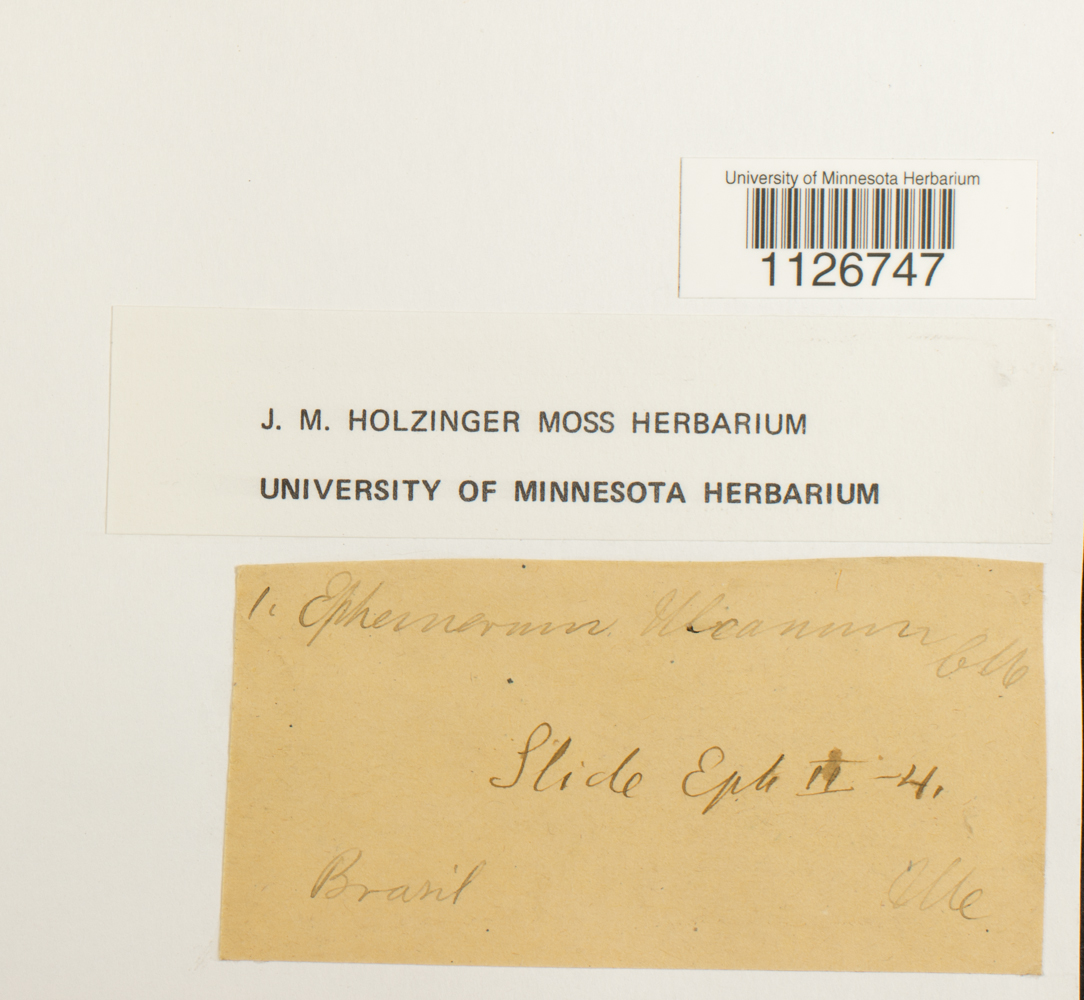 University of Minnesota Herbarium
1126747
J. M. HOLZINGER MOSS HERBARIUM
UNIVERSITY OF MINNESOTA HERBARIUM
1. Ephemerum Uleanum
Slide Eph II - 4.
Brasil Ule